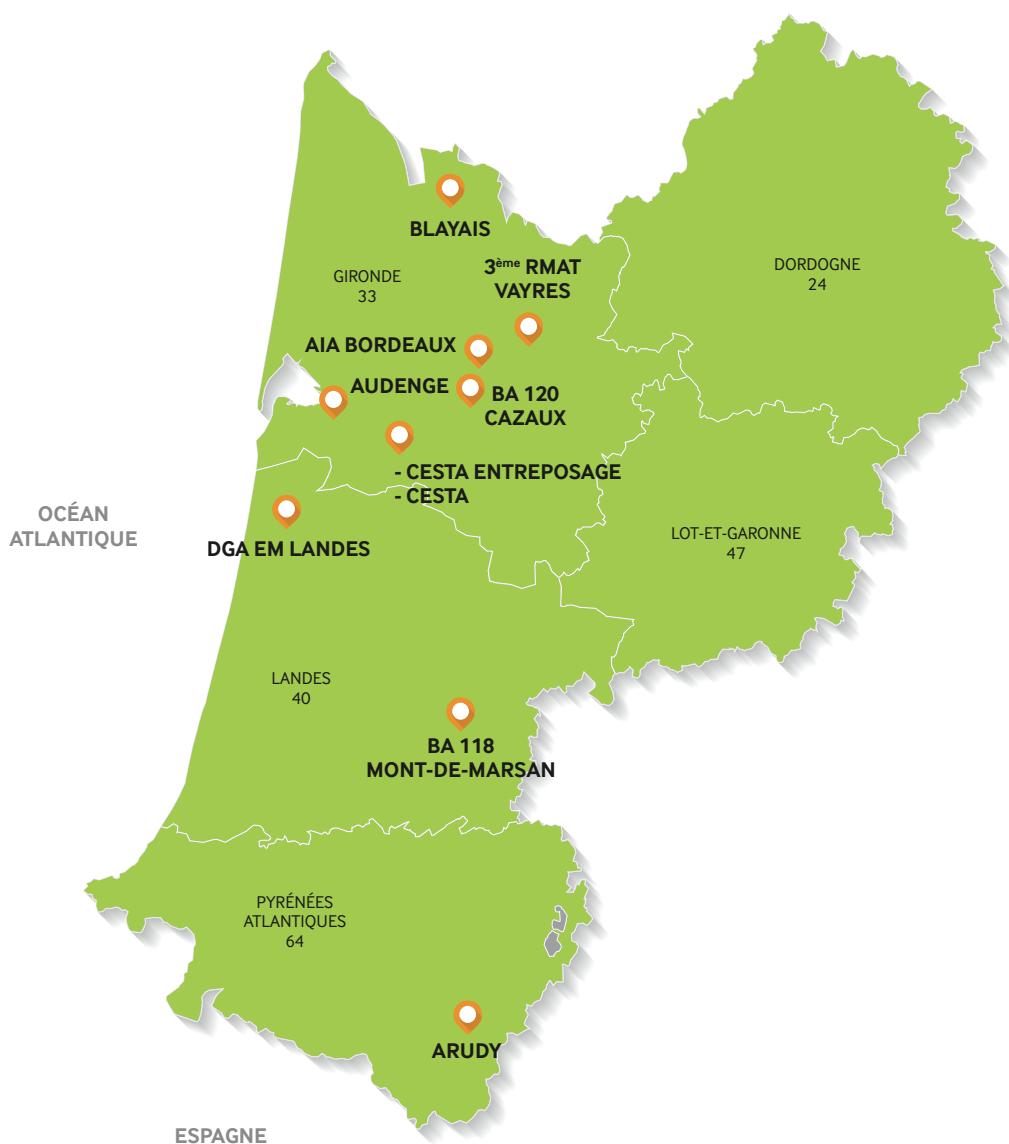 BLAYAIS
3ème RMAT
VAYRES
GIRONDE
33
DORDOGNE
24
AIA BORDEAUX
AUDENGE
BA 120
CAZAUX
- CESTA ENTREPOSAGE
- CESTA
OCÉAN
ATLANTIQUE
DGA EM LANDES
LOT-ET-GARONNE
47
LANDES
40
BA 118
MONT-DE-MARSAN
PYRÉNÉES
ATLANTIQUES
64
ARUDY
ESPAGNE